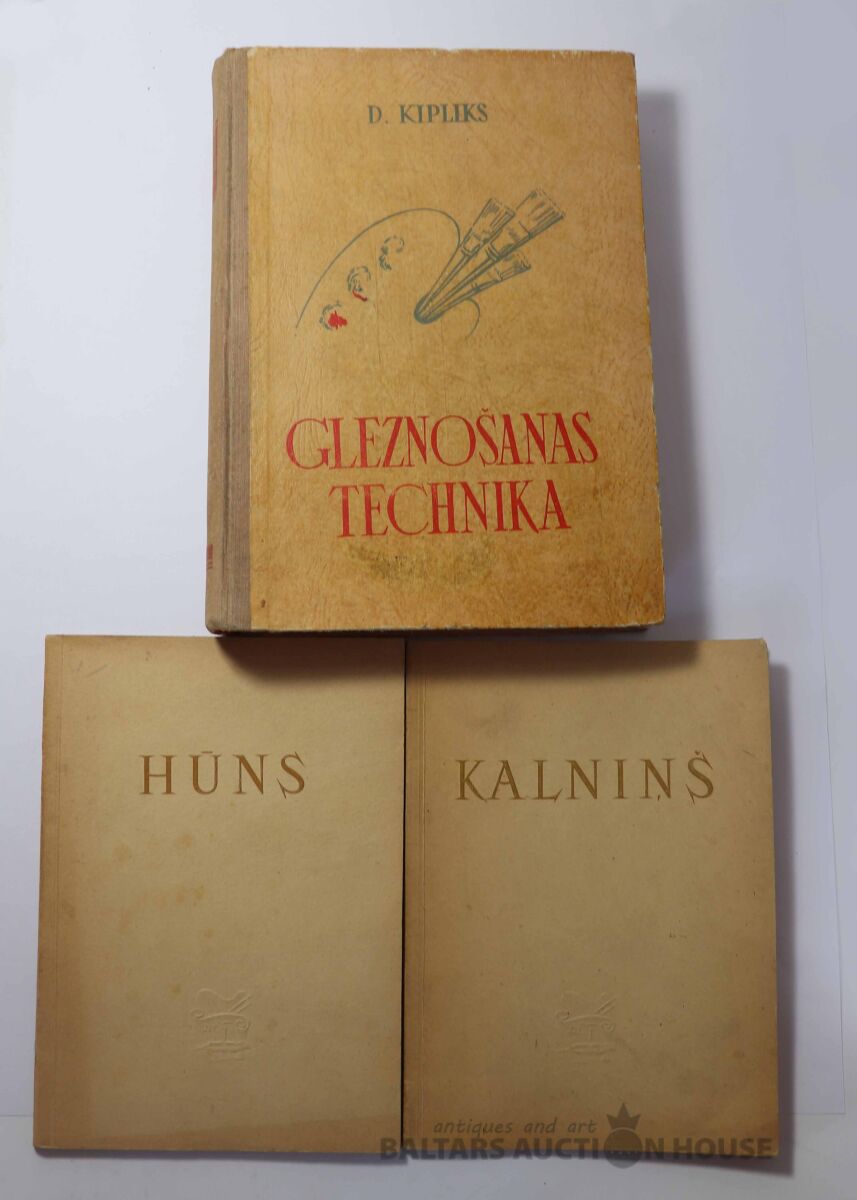 D. KIPLIKS
GLEZNOŠANAS
TECHNIKA
HŪNS
KALNIŅŠ
antiques and art
BALTARS AUCTION HOUSE